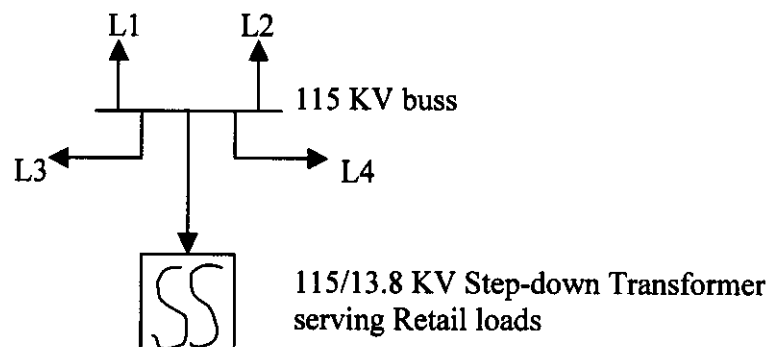 L1 L2
115 KV buss
L3 L4
115/13.8 KV Step-down Transformer
serving Retail loads